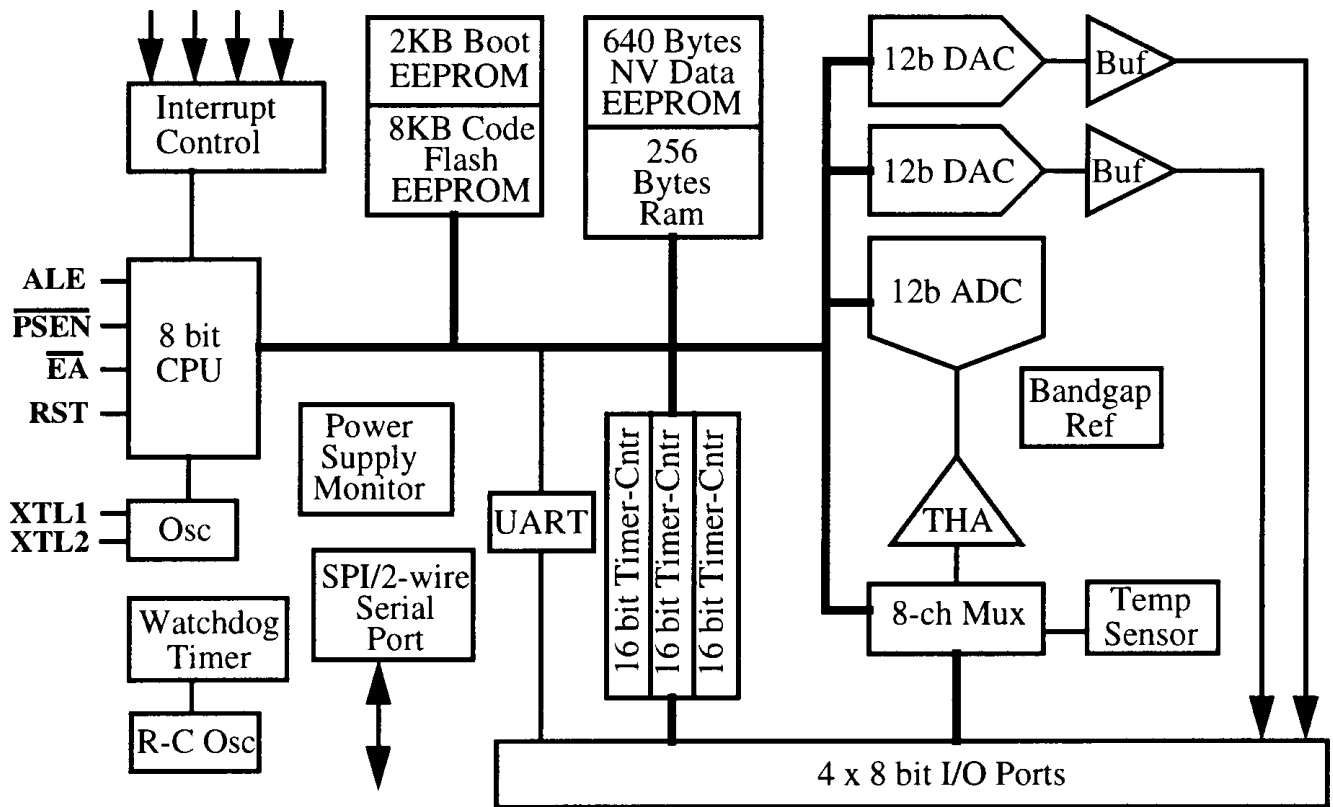 Interrupt
Control
2KB Boot
EEPROM
8KB Code
Flash
EEPROM
640 Bytes
NV Data
EEPROM
256
Bytes
Ram
12b DAC
Buf
12b DAC
Buf
12b ADC
ALE
PSEN
EA
RST
8 bit
CPU
Bandgap
Ref
Power
Supply
Monitor
XTL1
XTL2
Osc
UART
16 bit Timer-Cntr
16 bit Timer-Cntr
16 bit Timer-Cntr
THA
SPI/2-wire
Serial
Port
8-ch Mux
Temp
Sensor
Watchdog
Timer
R-C Osc
4 x 8 bit I/O Ports